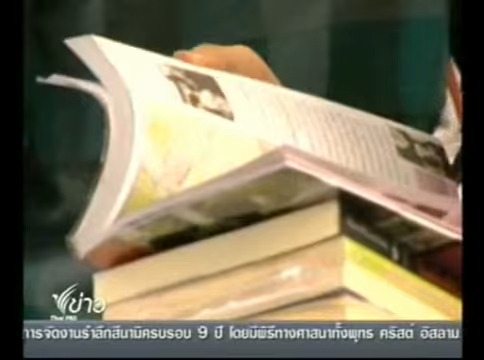 ข่าว
Thai PBS
การจัดงานรำลึกสึนามิครบรอบ 9 ปี โดยมีพิธีทางศาสนาทั้งพุทธ คริสต์ อิสลาม